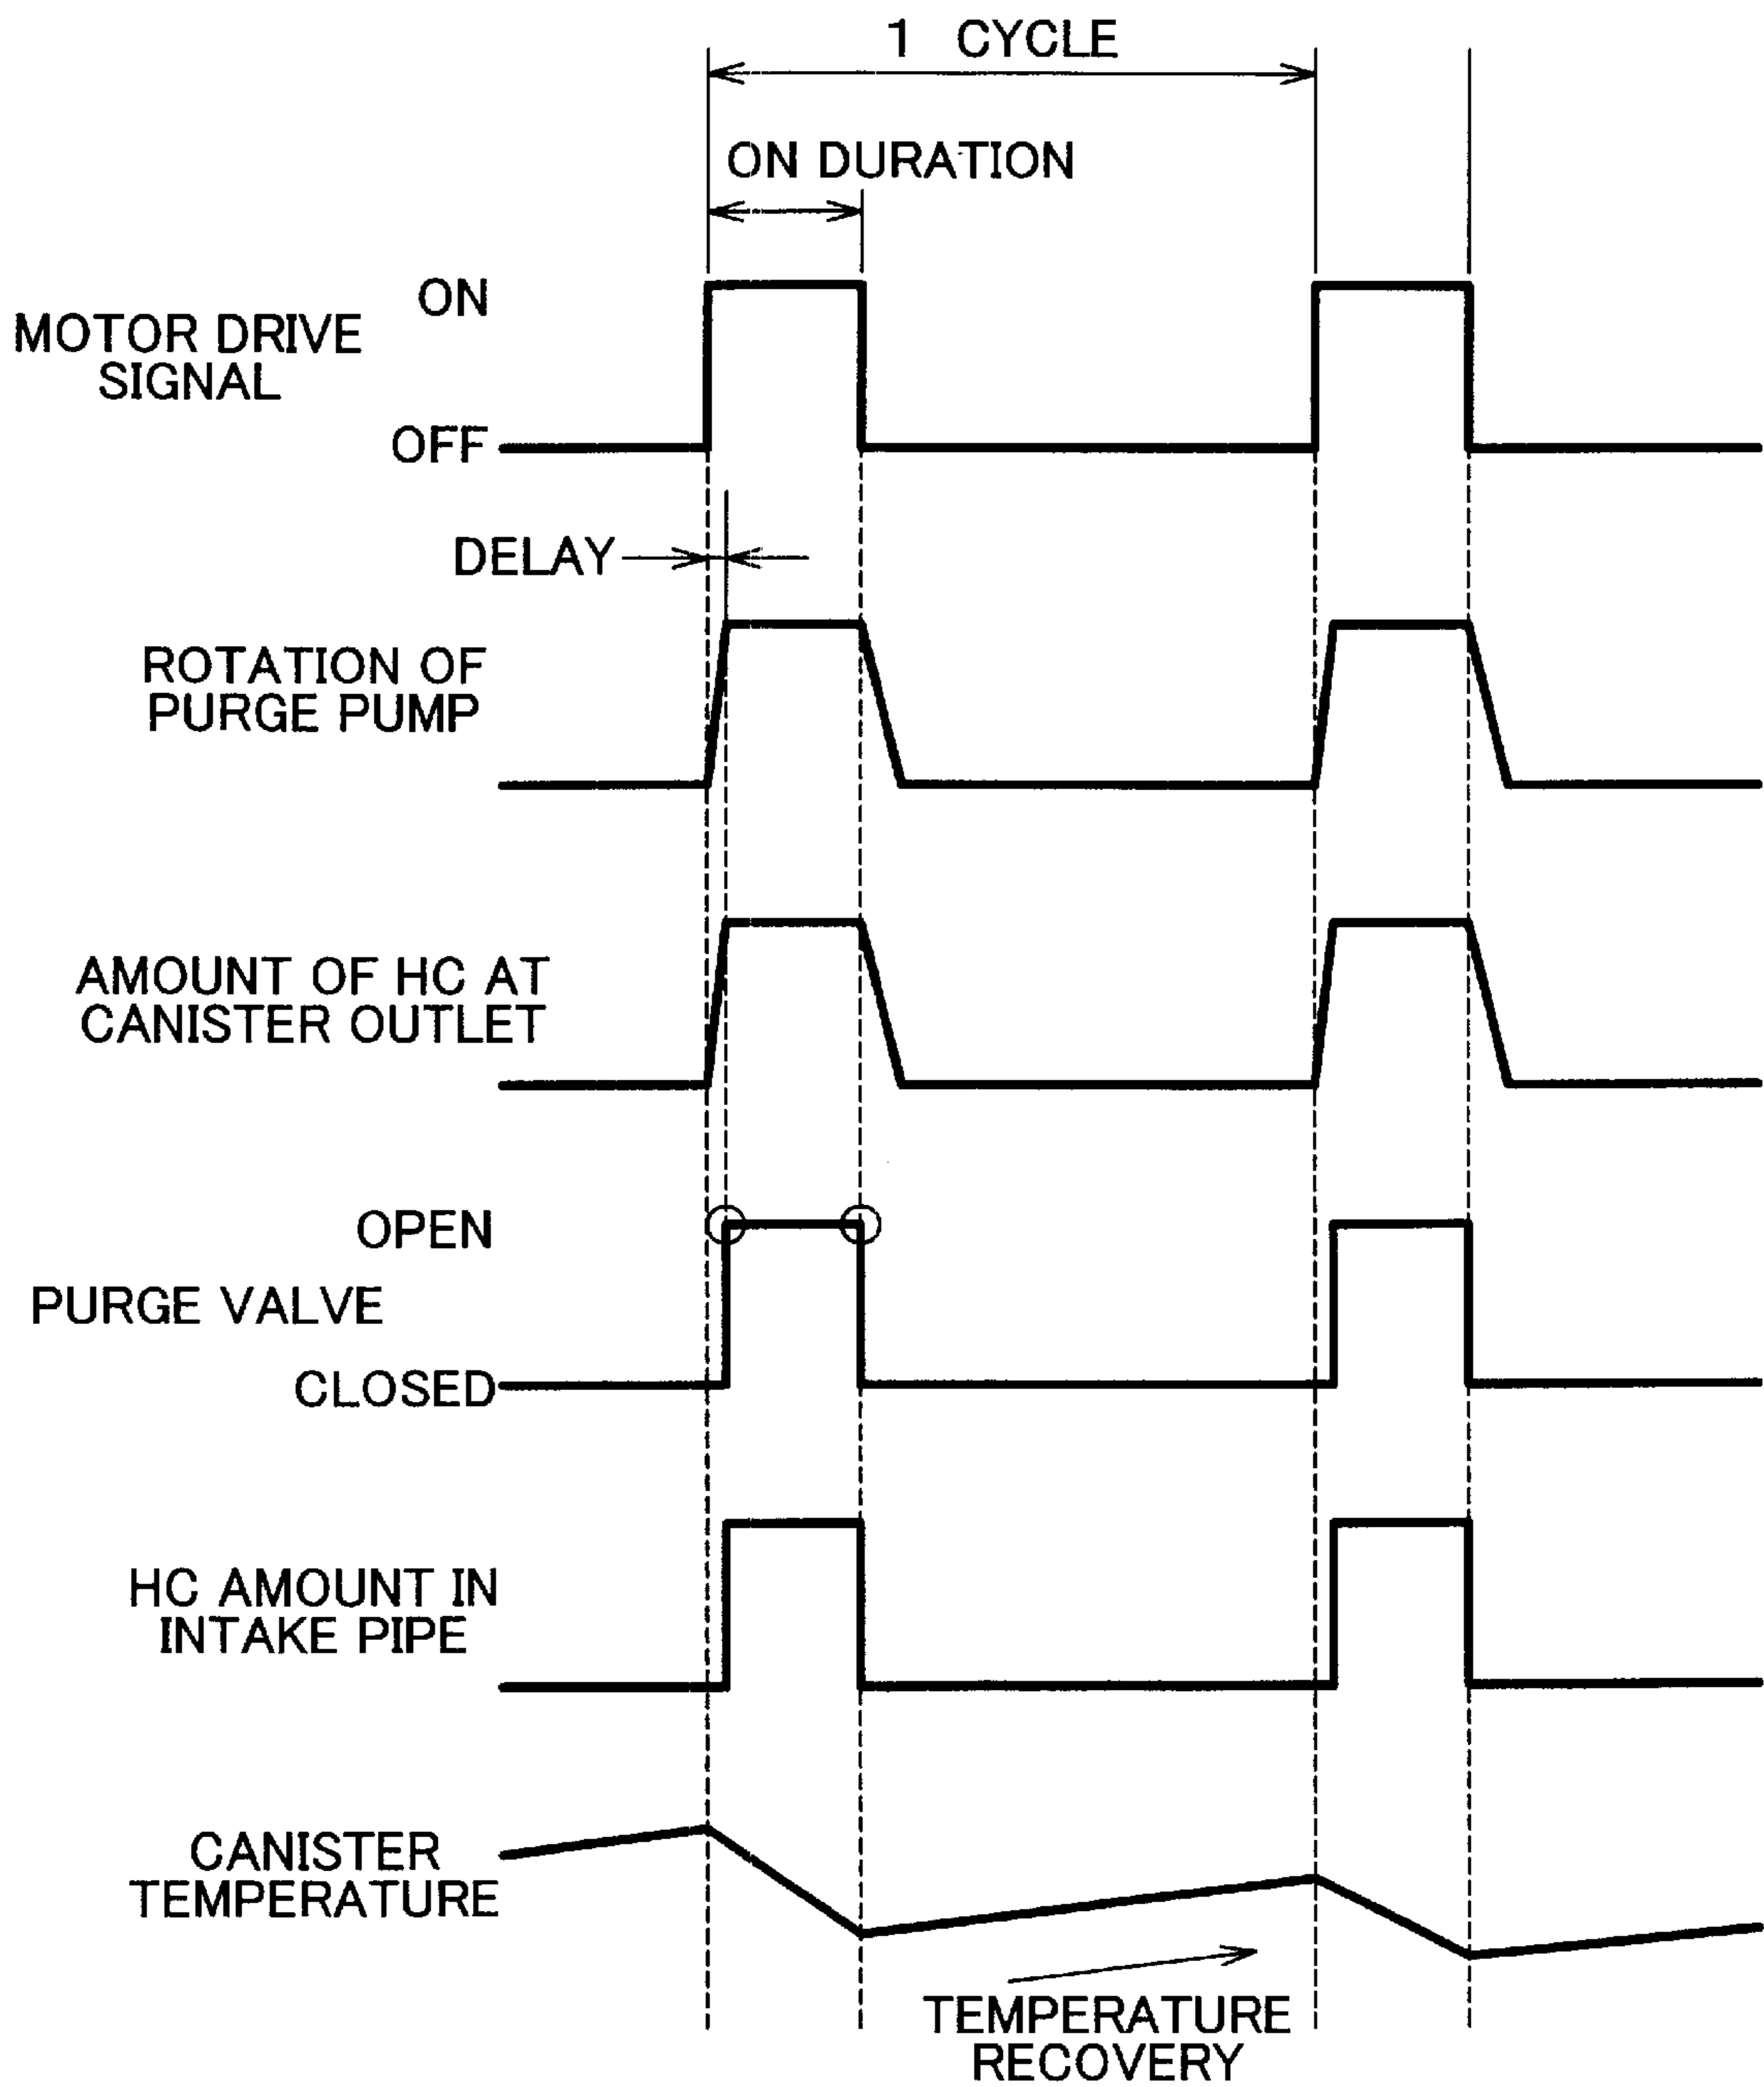 1 CYCLE
ON DURATION
ON
MOTOR DRIVE
SIGNAL
OFF
DELAY
ROTATION OF
PURGE PUMP
AMOUNT OF HC AT
CANISTER OUTLET
OPEN
PURGE VALVE
CLOSED
HC AMOUNT IN
INTAKE PIPE
CANISTER
TEMPERATURE
TEMPERATURE
RECOVERY